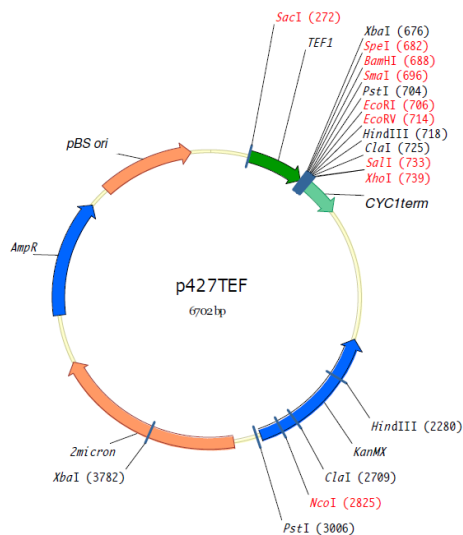 SacI (272)
TEF1
XbaI (676)
SpeI (682)
BamHI (688)
SmaI (696)
PstI (704)
EcoRI (706)
EcoRV (714)
HindIII (718)
ClaI (725)
SalI (733)
XhoI (739)
CYC1term
pBS ori
AmpR
p427TEF
6702 bp
HindIII (2280)
KanMX
ClaI (2709)
NcoI (2825)
PstI (3006)
2micron
XbaI (3782)